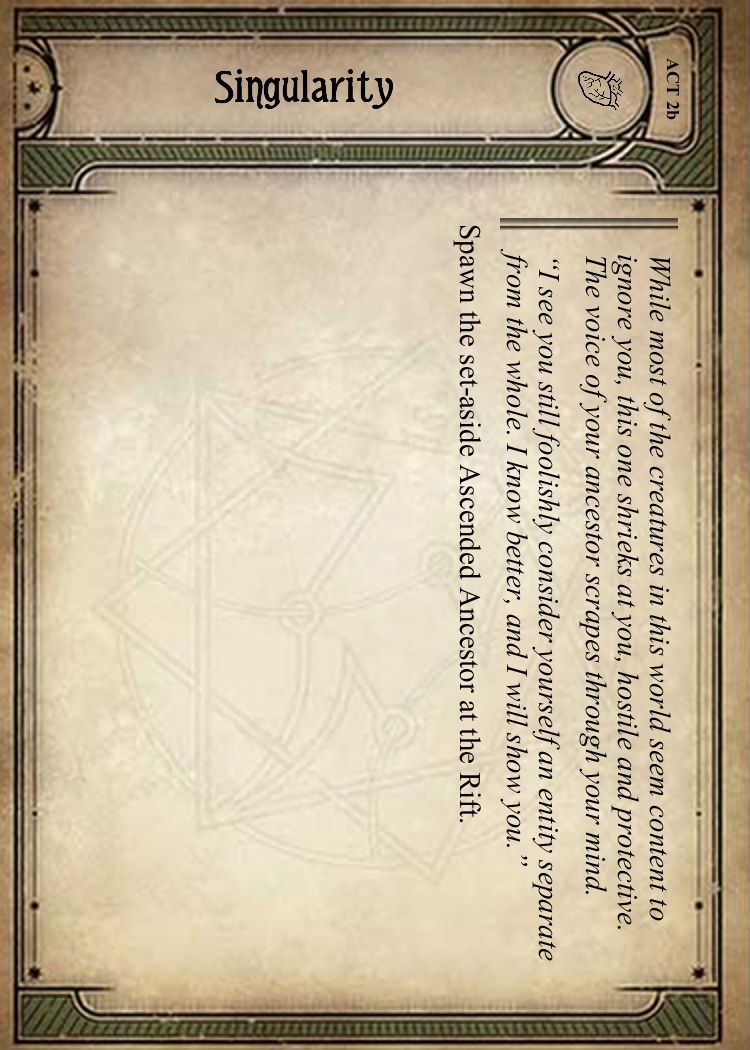 ACT 2b
Singularity
While most of the creatures in this world seem content to
ignore you, this one shrieks at you, hostile and protective.
The voice of your ancestor scrapes through your mind.
“I see you still foolishly consider yourself an entity separate
from the whole. I know better, and I will show you.”
Spawn the set-aside Ascended Ancestor at the Rift.